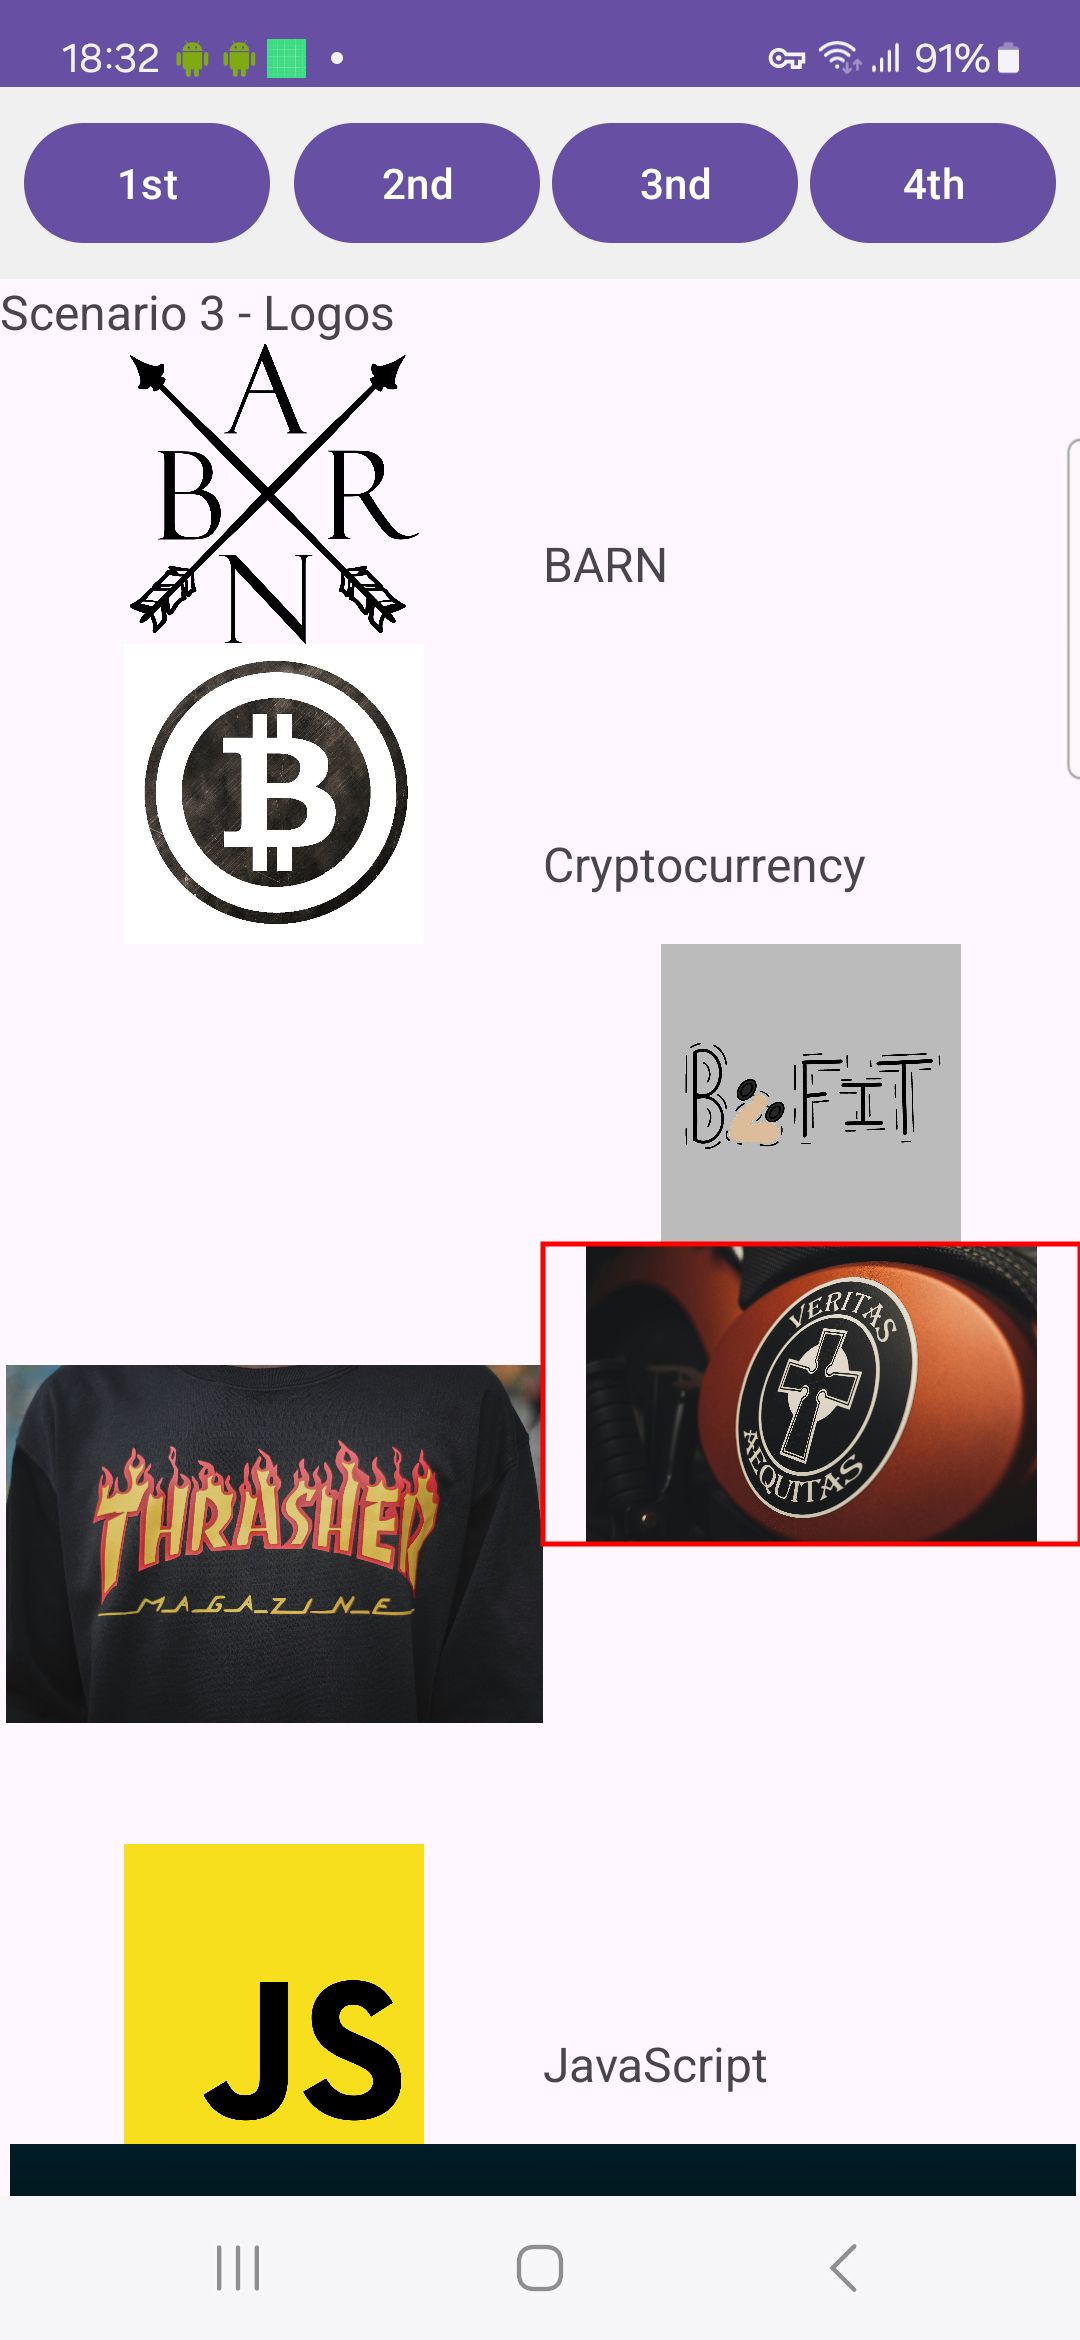 18:32 91%
1st 2nd 3nd 4th
Scenario 3 - Logos
A
B R
N
BARN
B
Cryptocurrency
B FIT
VERITAS
AEQUITAS
THRASHER
MAGAZINE
JS
JavaScript